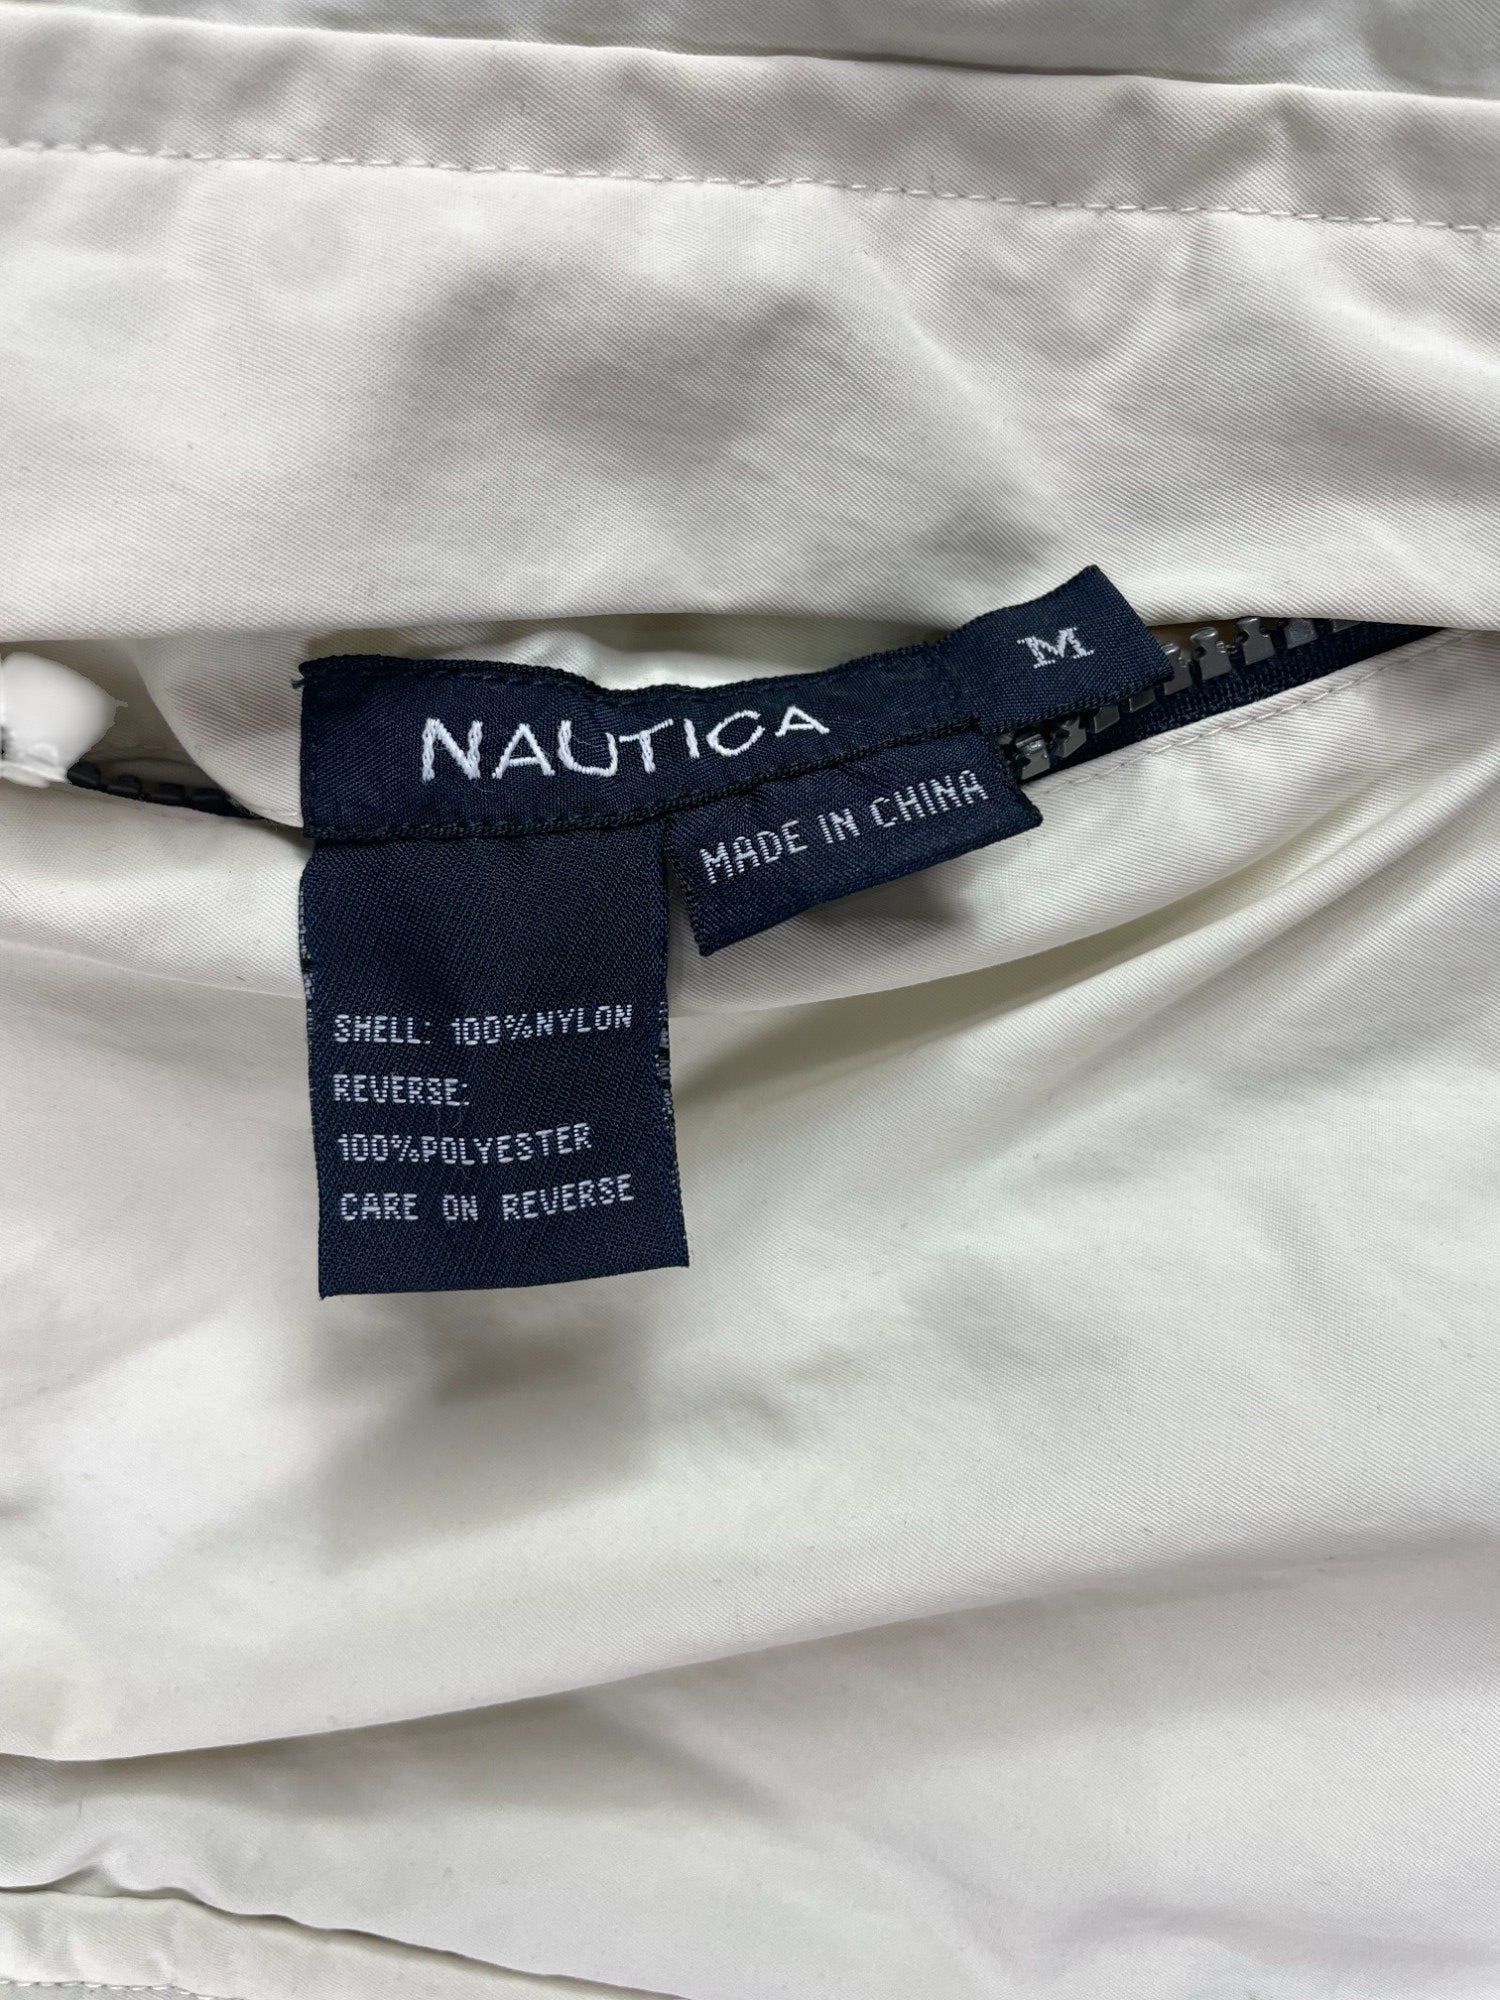 NAUTICA
M
MADE IN CHINA
SHELL: 100%NYLON
REVERSE:
100%POLYESTER
CARE ON REVERSE